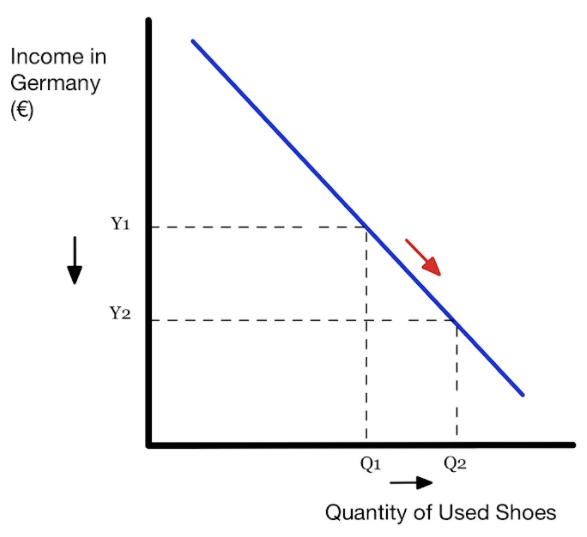 Income in
Germany
(€)
Y1
Y2
Q1 Q2
Quantity of Used Shoes